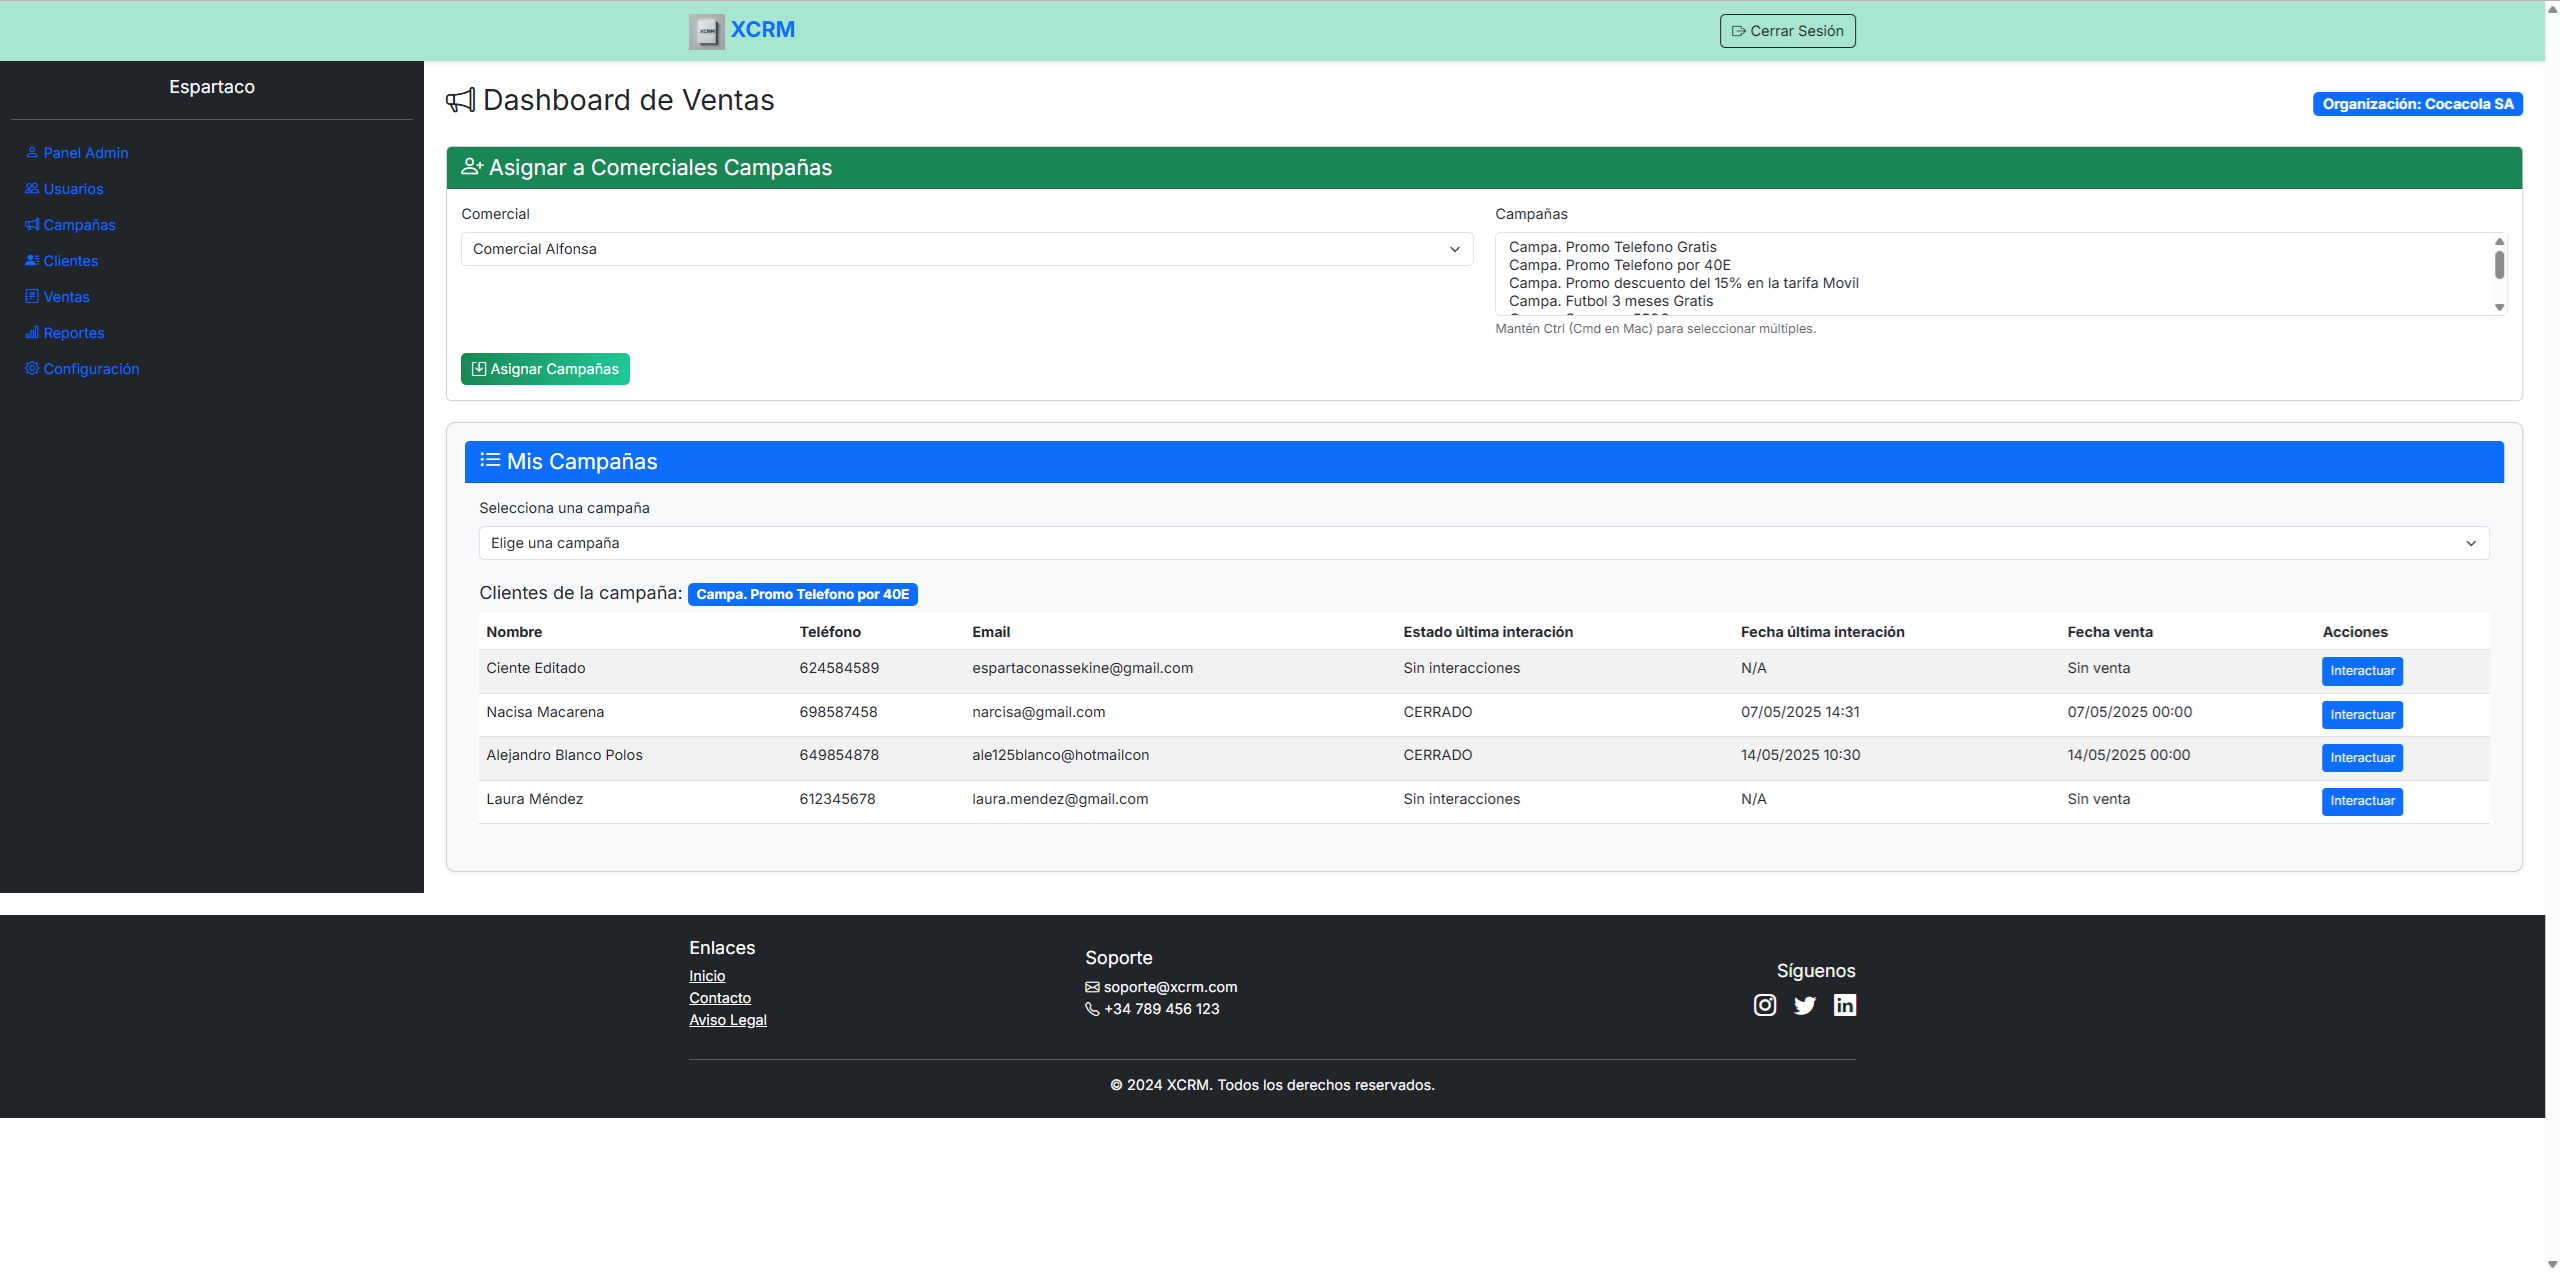 XCRM XCRM
Cerrar Sesión
Espartaco
Panel Admin
Usuarios
Campañas
Clientes
Ventas
Reportes
Configuración
Dashboard de Ventas
Organización: Cocacola SA
Asignar a Comerciales Campañas
Comercial
Comercial Alfonsa
Campañas
Campa. Promo Telefono Gratis
Campa. Promo Telefono por 40E
Campa. Promo descuento del 15% en la tarifa Movil
Campa. Futbol 3 meses Gratis
Mantén Ctrl (Cmd en Mac) para seleccionar múltiples.
Asignar Campañas
Mis Campañas
Selecciona una campaña
Elige una campaña
Clientes de la campaña: Campa. Promo Telefono por 40E
Nombre Teléfono Email Estado última interación Fecha última interación Fecha venta Acciones
Ciente Editado 624584589 espartaconassekine@gmail.com Sin interacciones N/A Sin venta Interactuar
Nacisa Macarena 698587458 narcisa@gmail.com CERRADO 07/05/2025 14:31 07/05/2025 00:00 Interactuar
Alejandro Blanco Polos 649854878 ale125blanco@hotmailcon CERRADO 14/05/2025 10:30 14/05/2025 00:00 Interactuar
Laura Méndez 612345678 laura.mendez@gmail.com Sin interacciones N/A Sin venta Interactuar
Enlaces
Inicio
Contacto
Aviso Legal
Soporte
soporte@xcrm.com
+34 789 456 123
Síguenos
© 2024 XCRM. Todos los derechos reservados.